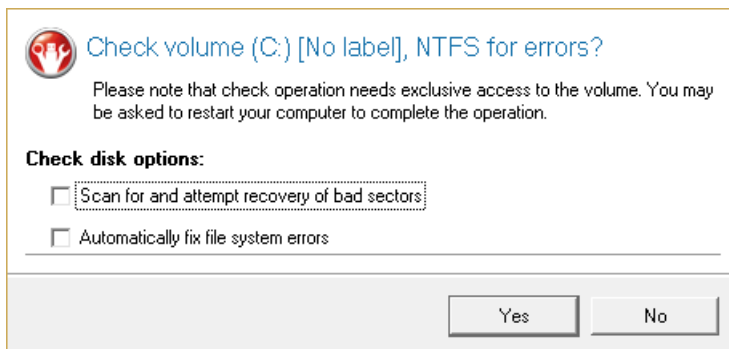 Check volume (C:) [No label], NTFS for errors?
Please note that check operation needs exclusive access to the volume. You may
be asked to restart your computer to complete the operation.
Check disk options:
Scan for and attempt recovery of bad sectors
Automatically fix file system errors
Yes No